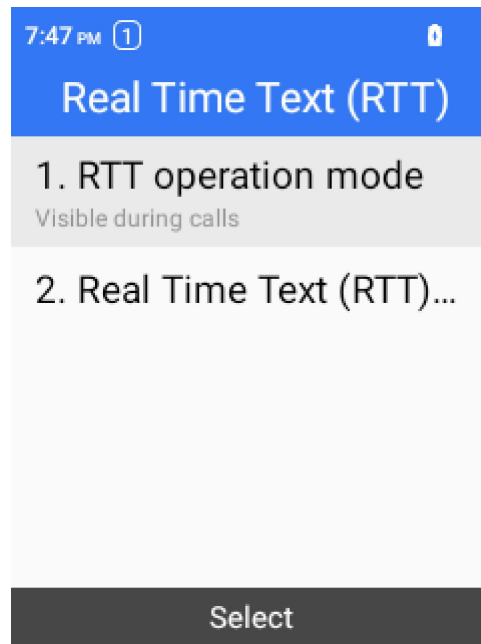 7:47 PM 1
Real Time Text (RTT)
1. RTT operation mode
Visible during calls
2. Real Time Text (RTT)...
Select